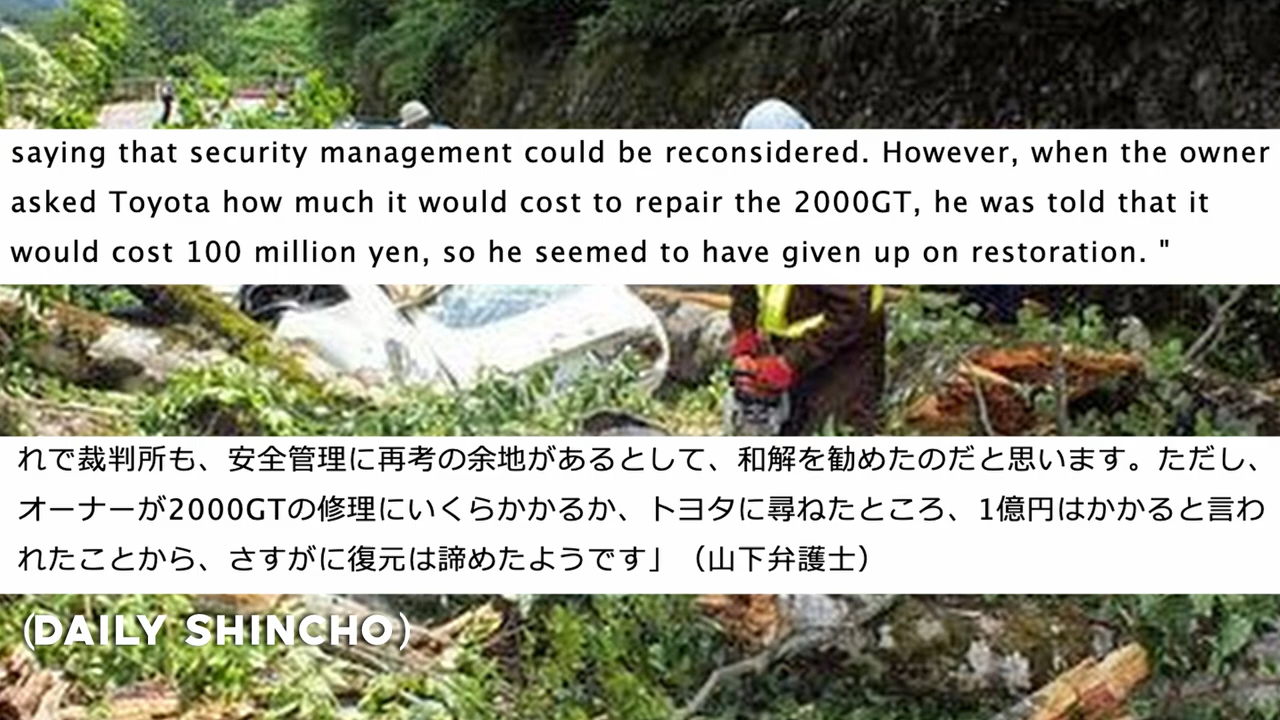 saying that security management could be reconsidered. However, when the owner
asked Toyota how much it would cost to repair the 2000GT, he was told that it
would cost 100 million yen, so he seemed to have given up on restoration. "
れで裁判所も、安全管理に再考の余地があるとして、和解を勧めたのだと思います。ただし、
オーナーが2000GTの修理にいくらかかるか、トヨタに尋ねたところ、1億円はかかると言わ
れたことから、さすがに復元は諦めたようです」（山下弁護士）
(DAILY SHINCHO)